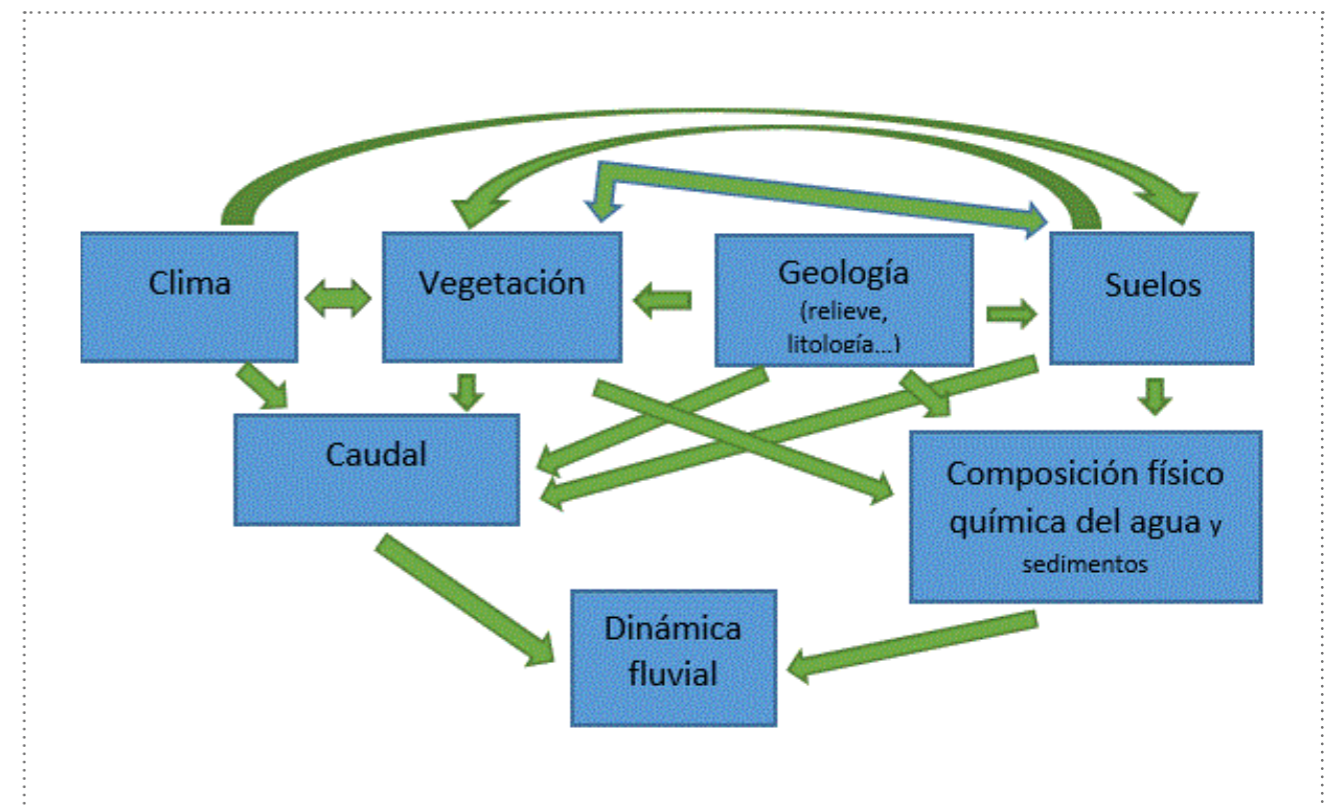 Clima
Vegetación
Geología
(relieve,
litología...)
Suelos
Caudal
Composición físico
química del agua y
sedimentos
Dinámica
fluvial